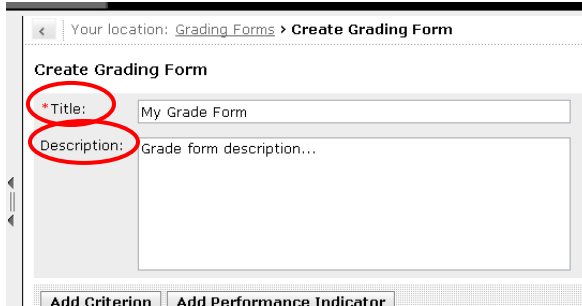 Your location: Grading Forms > Create Grading Form
Create Grading Form
*Title: My Grade Form
Description: Grade form description...
Add Criterion Add Performance Indicator